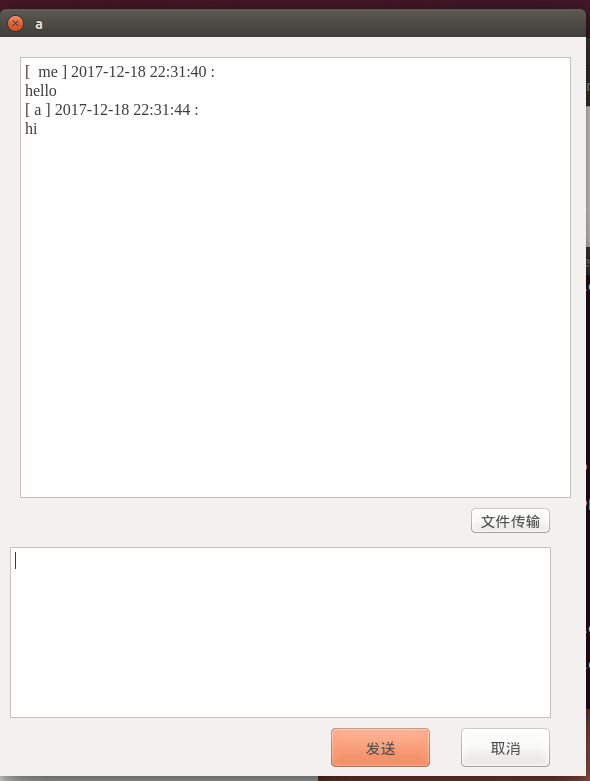 a
[  me ] 2017-12-18 22:31:40 :
hello
[ a ] 2017-12-18 22:31:44 :
hi
文件传输
发送
取消